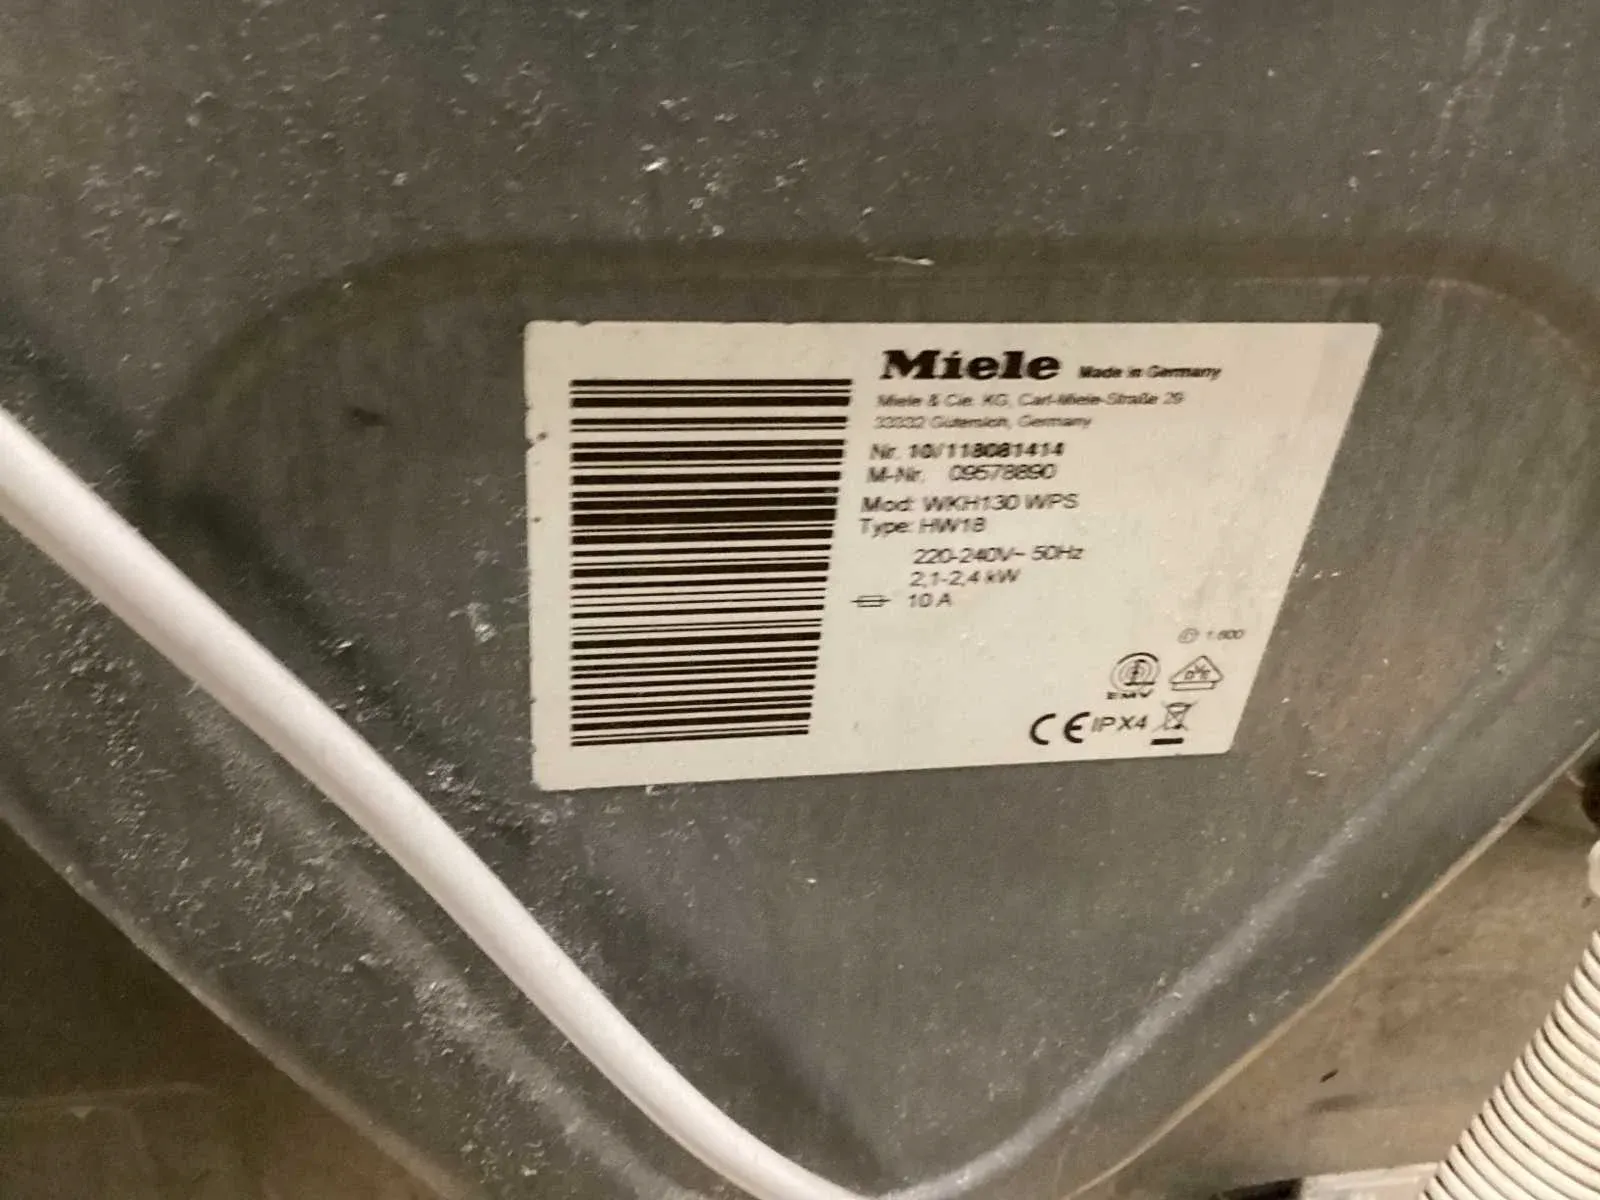 Miele Made in Germany
Miele & Cie. KG, Carl-Miele-Straße 29
33332 Gütersloh, Germany
Nr. 10/118081414
M-Nr. 09578890
Mod: WKH130 WPS
Type: HW18
220-240V~ 50Hz
2,1-2,4 kW
10 A
1.600
DVE
EMV
CE IPX4